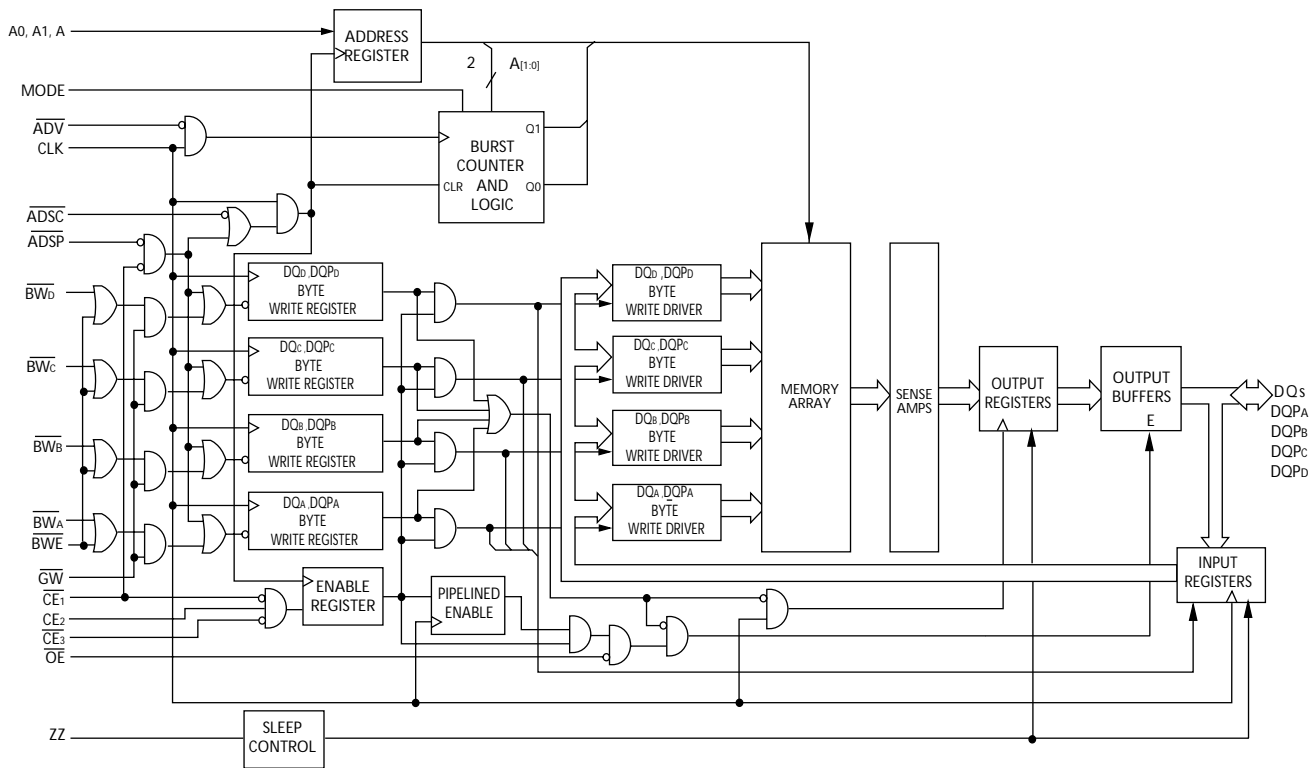 A0, A1, A
ADDRESS
REGISTER
2
A[1:0]
MODE
ADV
CLK
Q1
BURST
COUNTER
CLR
AND
Q0
LOGIC
ADSC
ADSP
DQD ,DQPD
BYTE
WRITE REGISTER
DQD ,DQPD
BYTE
WRITE DRIVER
BWD
DQC ,DQPC
BYTE
WRITE REGISTER
DQC ,DQPC
BYTE
WRITE DRIVER
BWC
MEMORY
ARRAY
SENSE
AMPS
OUTPUT
REGISTERS
OUTPUT
BUFFERS
E
DQs
DQPA
DQPB
DQPC
DQPD
DQB ,DQPB
BYTE
WRITE REGISTER
DQB ,DQPB
BYTE
WRITE DRIVER
BWB
DQA ,DQPA
BYTE
WRITE REGISTER
DQA ,DQPA
BYTE
WRITE DRIVER
BWA
BWE
GW
CE1
CE2
CE3
OE
ENABLE
REGISTER
PIPELINED
ENABLE
INPUT
REGISTERS
ZZ
SLEEP
CONTROL